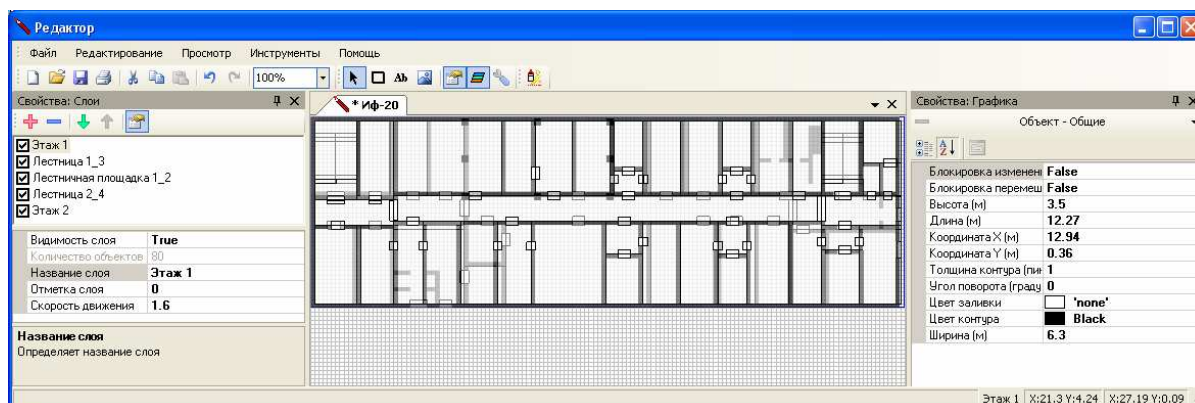 Редактор
Файл Редактирование Просмотр Инструменты Помощь
100% Ab
Свойства: Слои
* Иф-20
Свойства: Графика
Объект - Общие
Этаж 1
Лестница 1_3
Лестничная площадка 1_2
Лестница 2_4
Этаж 2
Видимость слоя True
Количество объектов 80
Название слоя Этаж 1
Отметка слоя 0
Скорость движения 1.6
Название слоя
Определяет название слоя
Блокировка изменен False
Блокировка перемещ False
Высота (м) 3.5
Длина (м) 12.27
Координата X (м) 12.94
Координата Y (м) 0.36
Толщина контура (пик 1
Угол поворота (граду 0
Цвет заливки 'none'
Цвет контура Black
Ширина (м) 6.3
Этаж 1 X:21.3 Y:4.24 X:27.19 Y:0.09